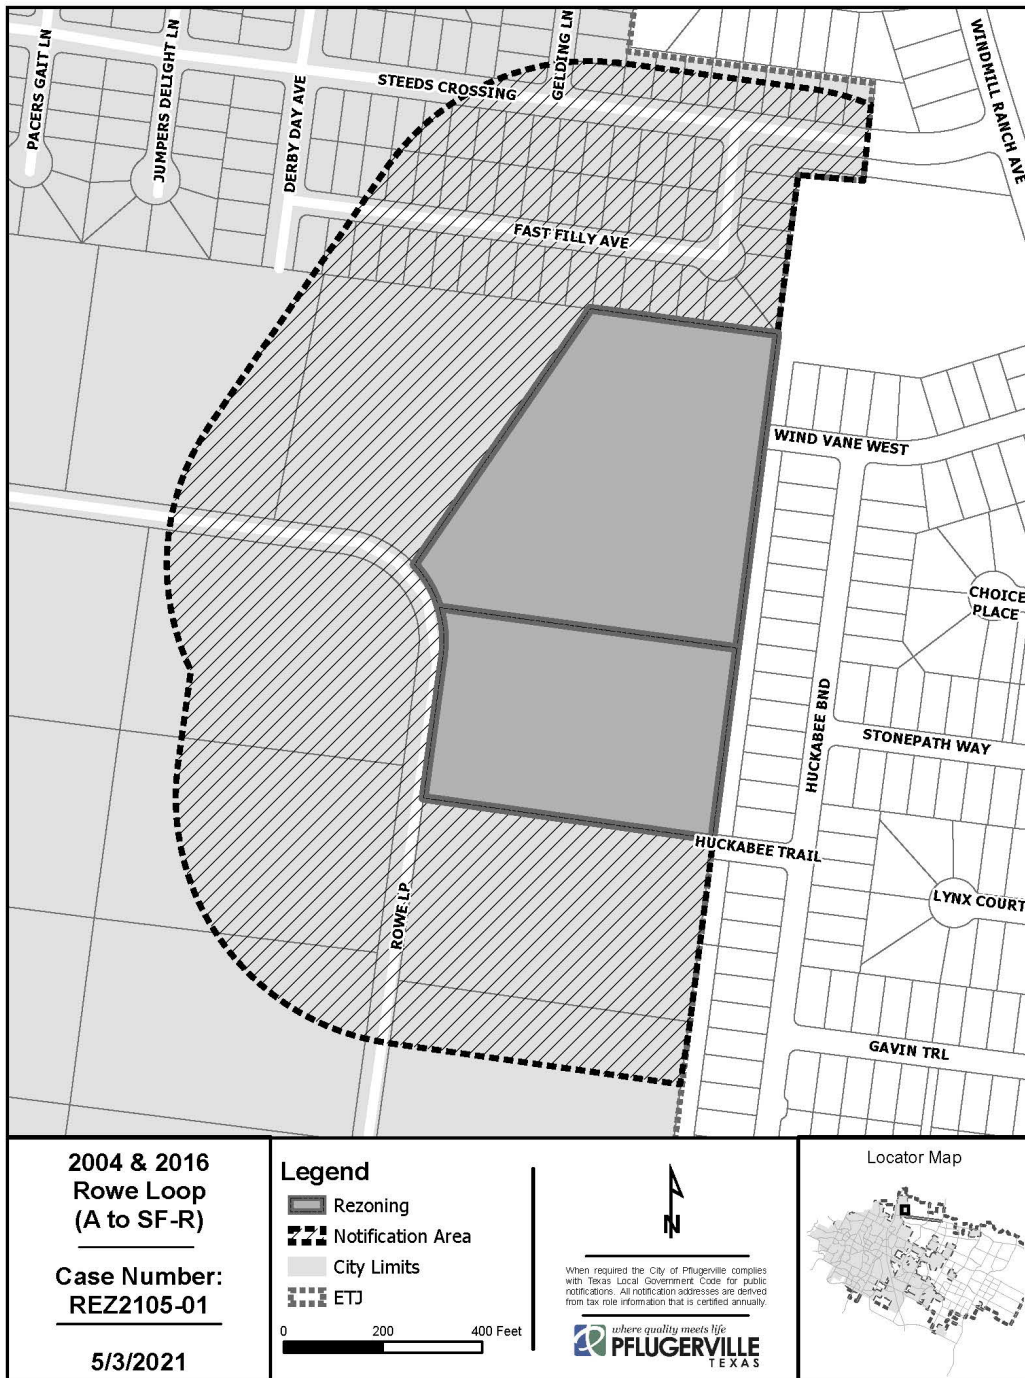 PACERS GAIT LN
JUMPERS DELIGHT LN
DERBY DAY AVE
STEEDS CROSSING
GELDING LN
WINDMILL RANCH AVE
FAST FILLY AVE
WIND VANE WEST
CHOICE
PLACE
HUCKABEE BND
STONEPATH WAY
HUCKABEE TRAIL
LYNX COURT
ROWE LP
GAVIN TRL
2004 & 2016
Rowe Loop
(A to SF-R)
Case Number:
REZ2105-01
5/3/2021
Legend
Rezoning
Notification Area
City Limits
ETJ
0 200 400 Feet
N
When required the City of Pflugerville complies
with Texas Local Government Code for public
notifications. All notification addresses are derived
from tax role information that is certified annually.
where quality meets life
PFLUGERVILLE
TEXAS
Locator Map